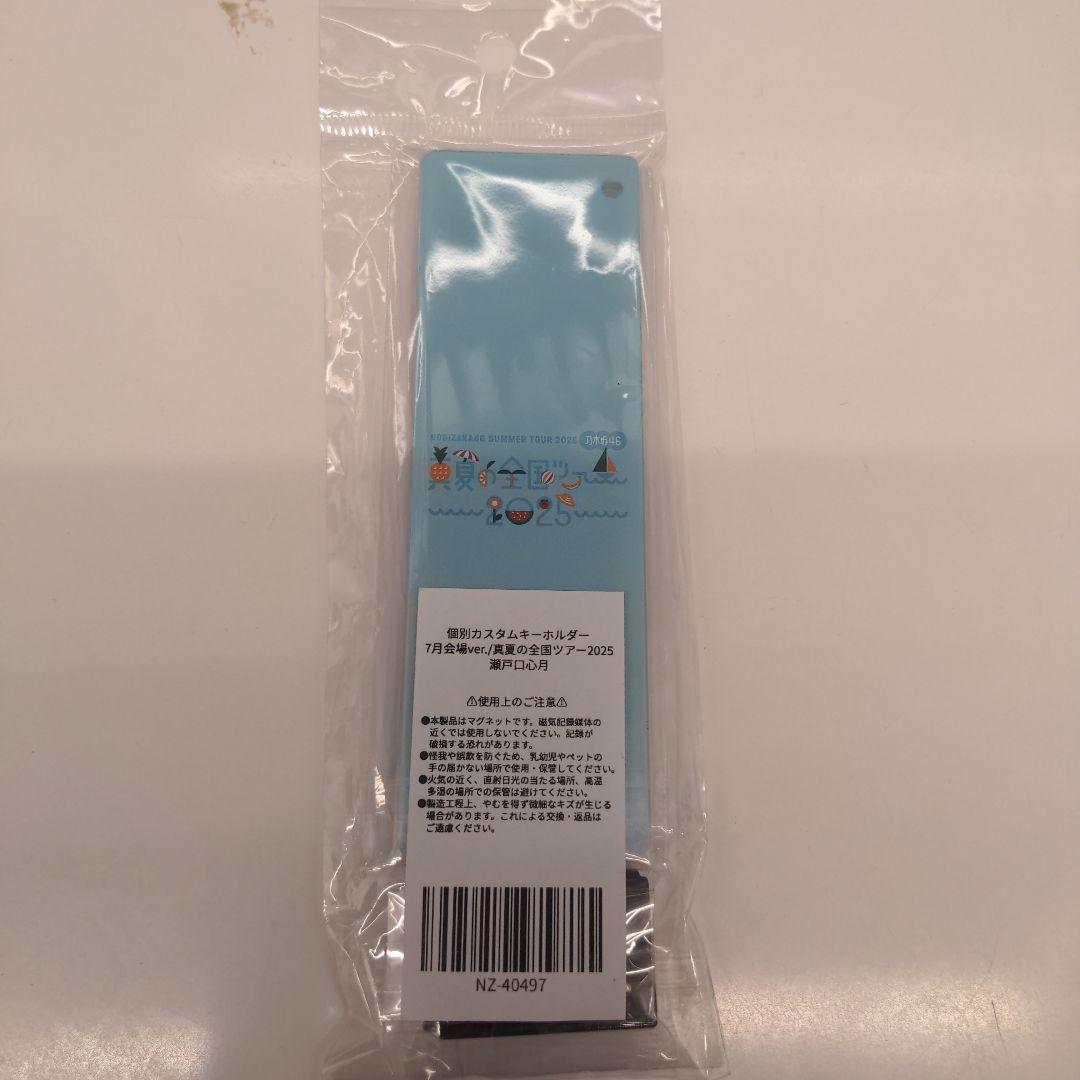 NOGIZAKA46 SUMMER TOUR 2025 乃木坂46
真夏の全国ツアー
2025
個別カスタムキーホルダー
7月会場ver./真夏の全国ツアー2025
瀬戸口心月
⚠使用上のご注意⚠
●本製品はマグネットです。磁気記録媒体の
近くでは使用しないでください。記録が
破損する恐れがあります。
●怪我や誤飲を防ぐため、乳幼児やペットの
手の届かない場所で使用・保管してください。
●火気の近く、直射日光の当たる場所、高温
多湿の場所での保管は避けてください。
●製造工程上、やむを得ず微細なキズが生じる
場合があります。これによる交換・返品は
ご遠慮ください。
NZ-40497